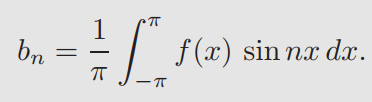 b_n = \frac{1}{\pi} \int_{-\pi}^{\pi} f(x) \sin nx \, dx.